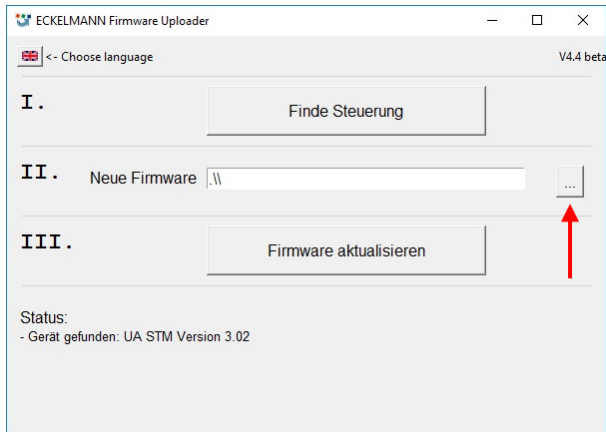 ECKELMANN Firmware Uploader
<- Choose language
V4.4 beta
I.
Finde Steuerung
II.
Neue Firmware
.\\
...
III.
Firmware aktualisieren
Status:
- Gerät gefunden: UA STM Version 3.02